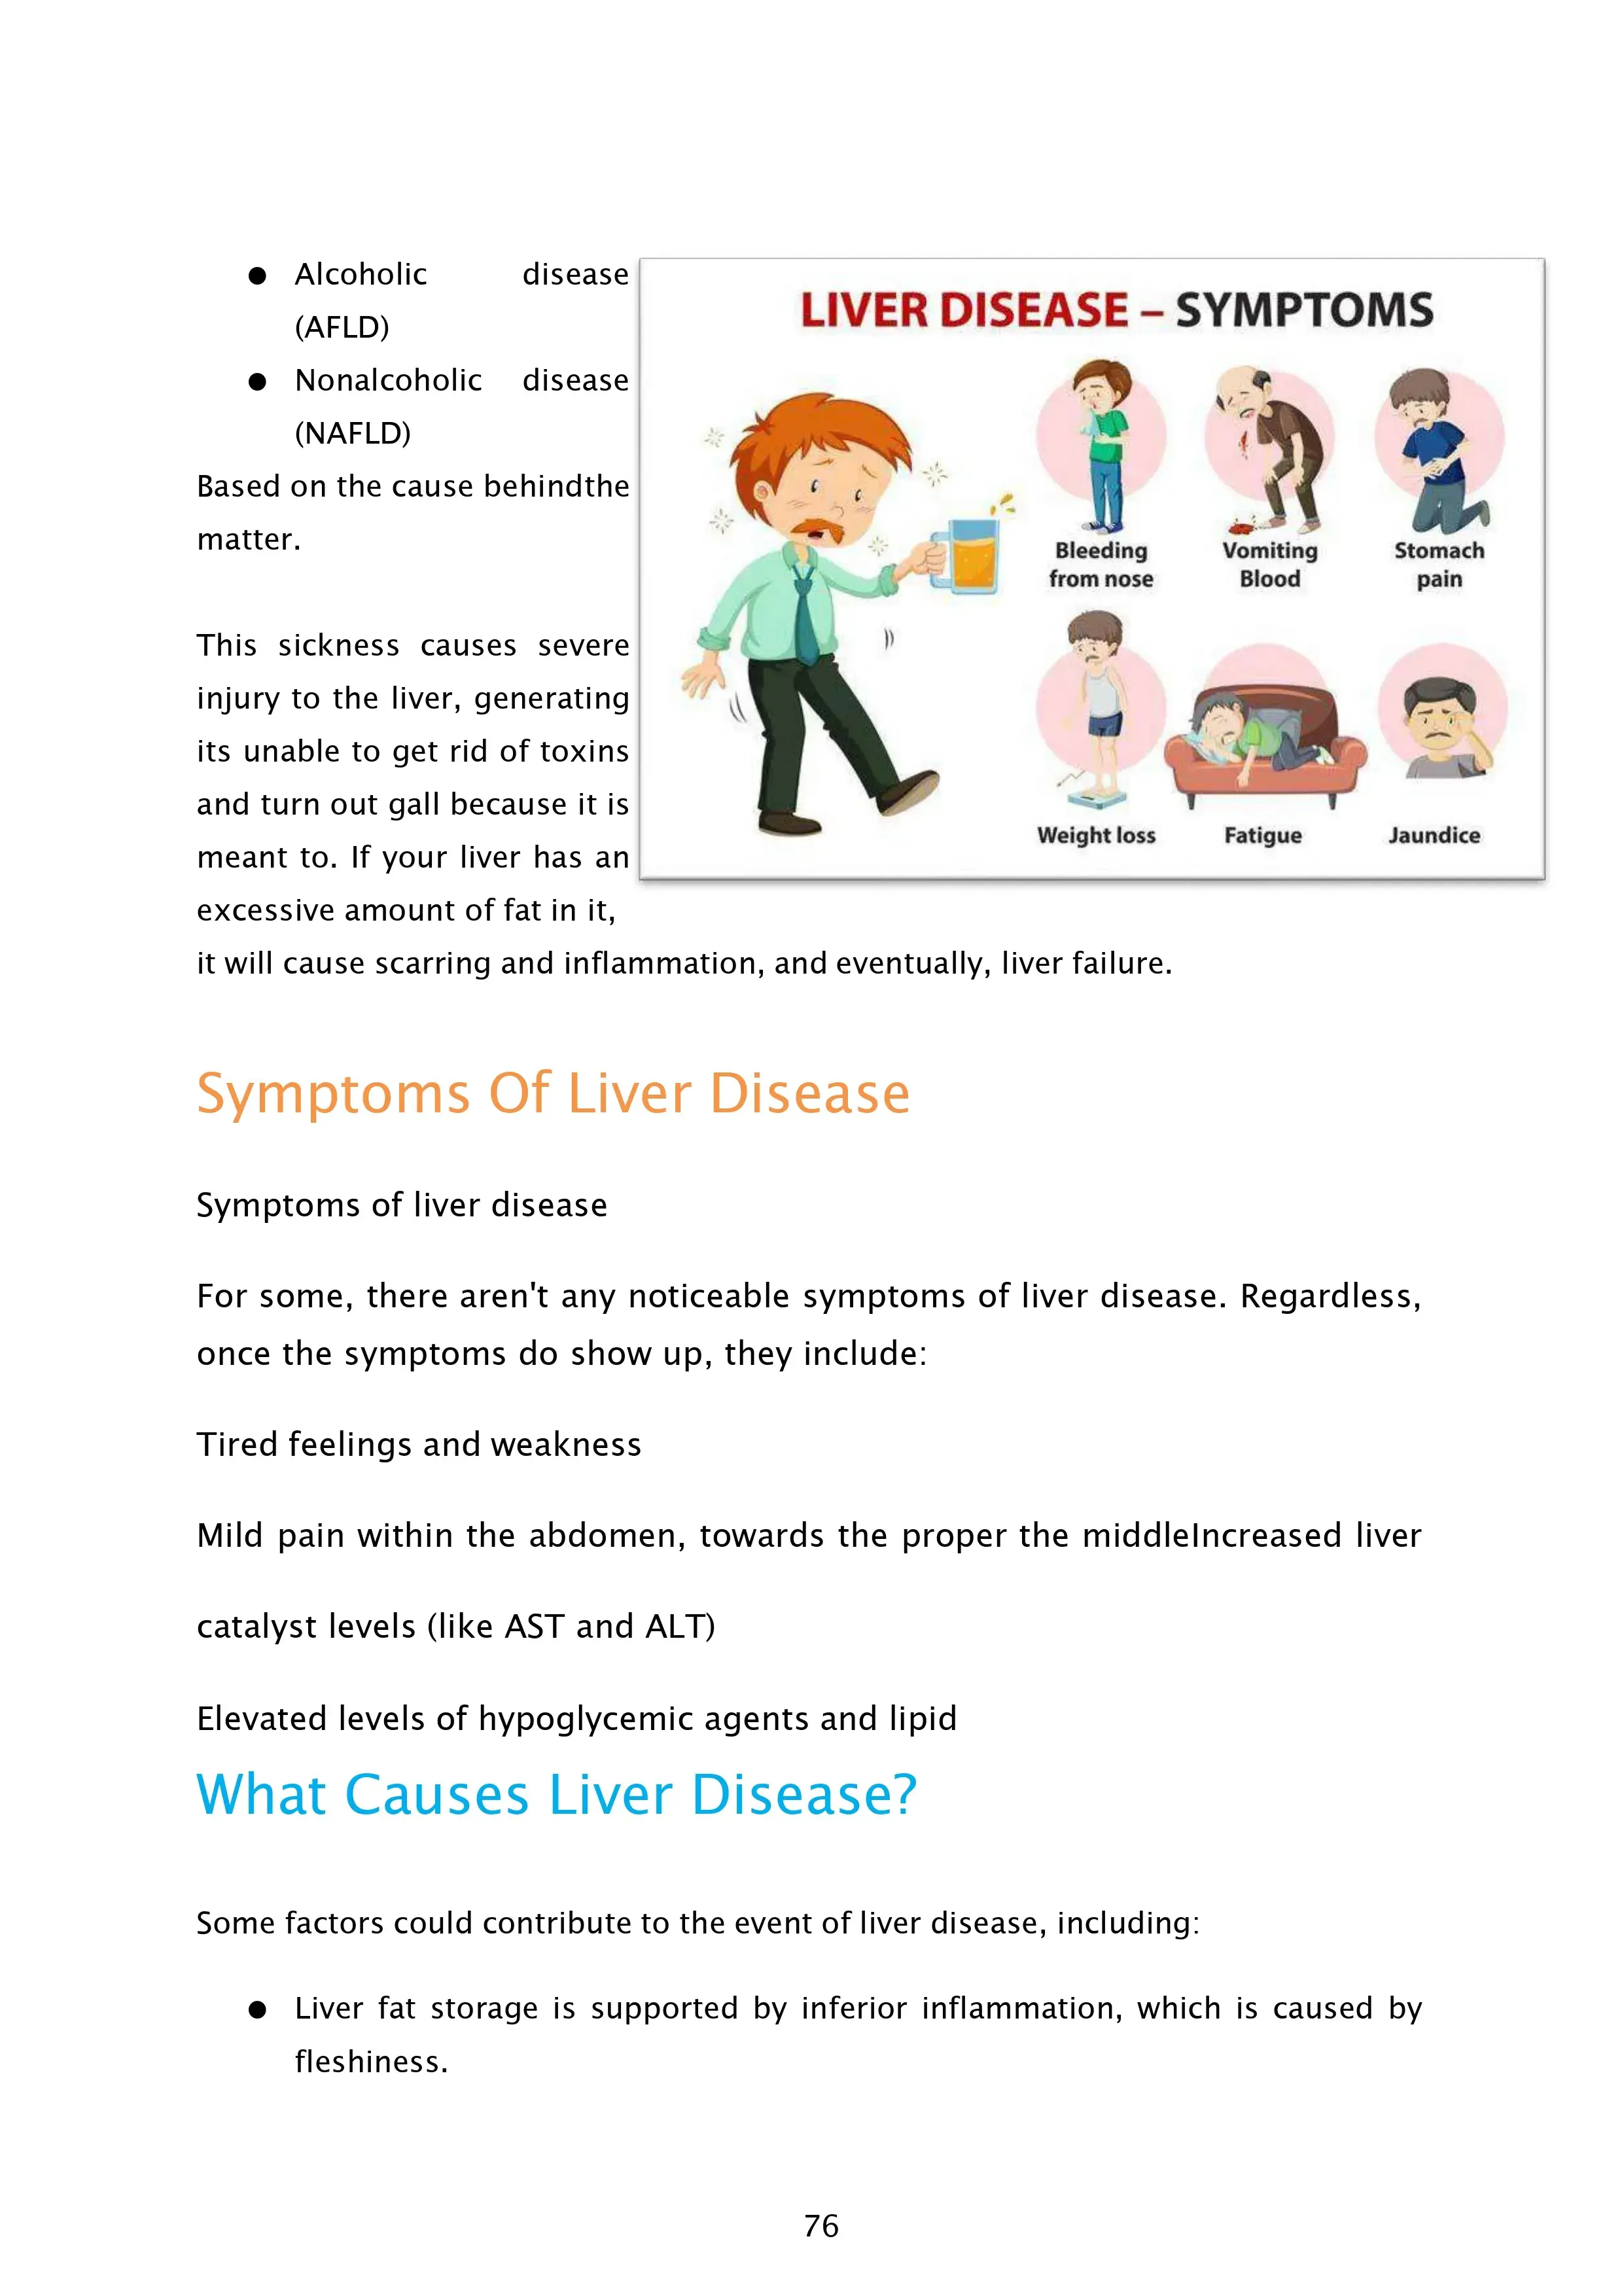 ● Alcoholic disease
(AFLD)
● Nonalcoholic disease
(NAFLD)
Based on the cause behindthe
matter.
This sickness causes severe
injury to the liver, generating
its unable to get rid of toxins
and turn out gall because it is
meant to. If your liver has an
excessive amount of fat in it,
it will cause scarring and inflammation, and eventually, liver failure.
LIVER DISEASE – SYMPTOMS
Bleeding
from nose
Vomiting
Blood
Stomach
pain
Weight loss
Fatigue
Jaundice
Symptoms Of Liver Disease
Symptoms of liver disease
For some, there aren't any noticeable symptoms of liver disease. Regardless,
once the symptoms do show up, they include:
Tired feelings and weakness
Mild pain within the abdomen, towards the proper the middleIncreased liver
catalyst levels (like AST and ALT)
Elevated levels of hypoglycemic agents and lipid
What Causes Liver Disease?
Some factors could contribute to the event of liver disease, including:
● Liver fat storage is supported by inferior inflammation, which is caused by
fleshiness.
76